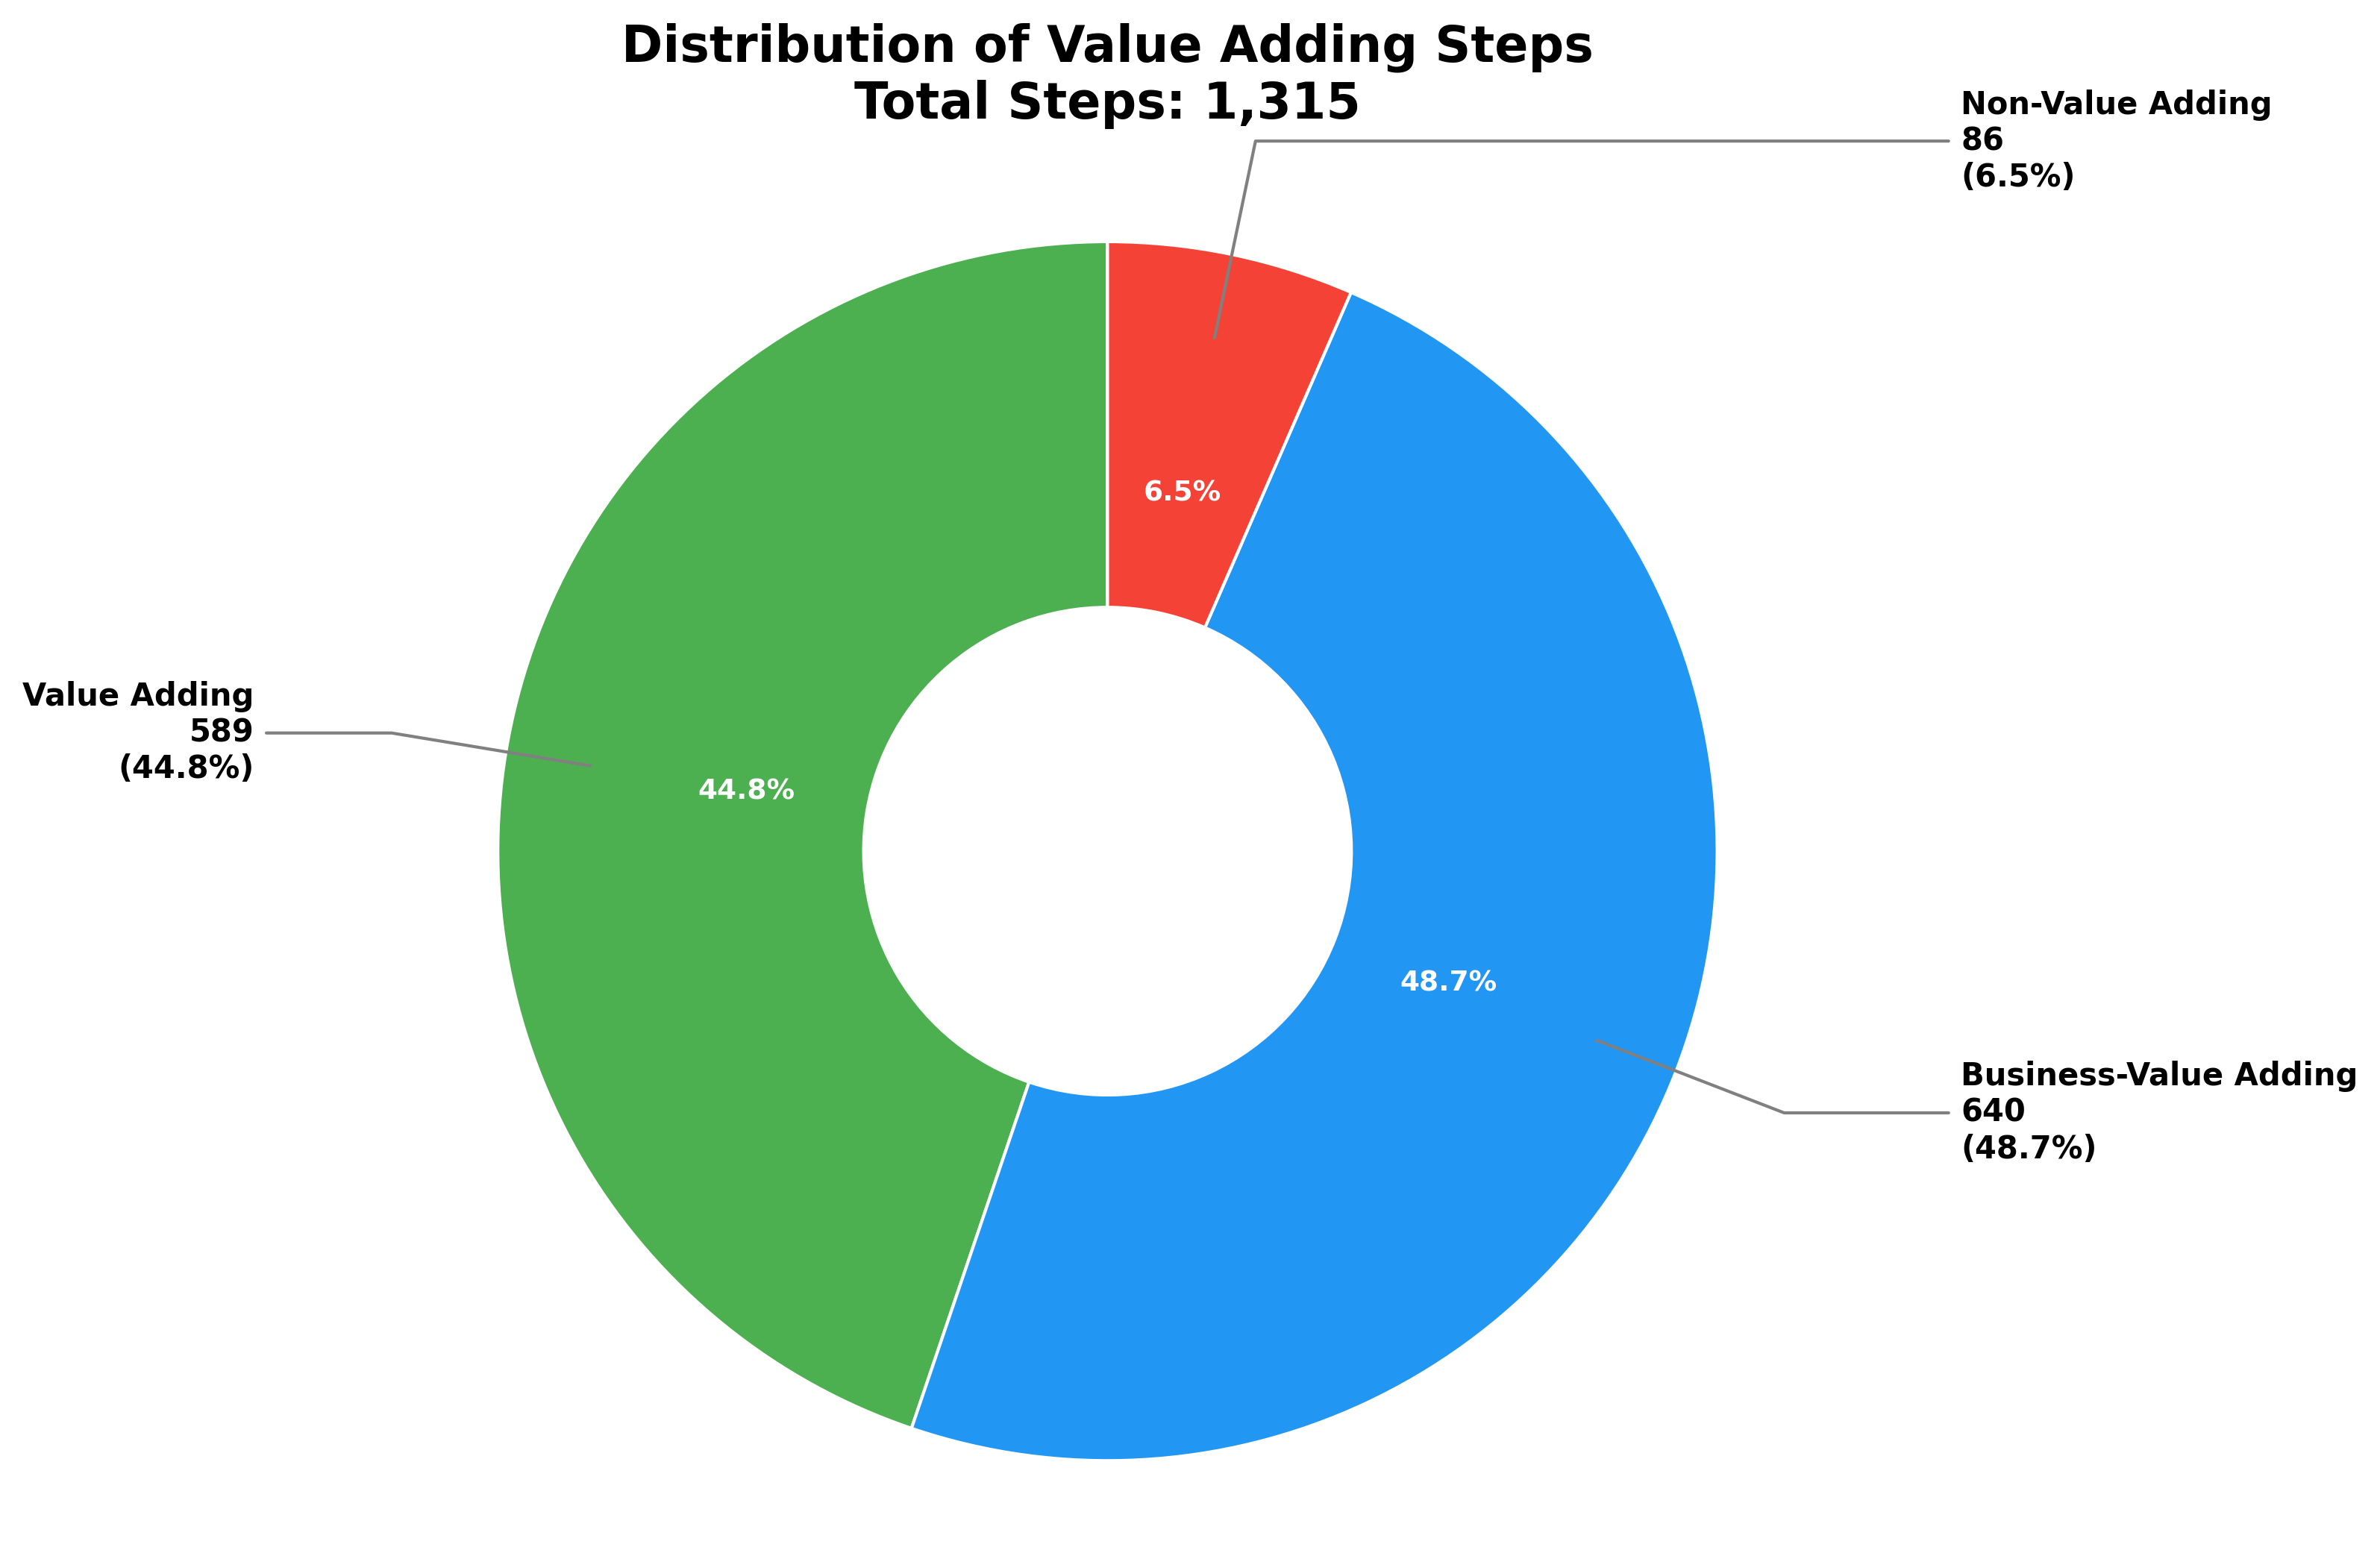 Distribution of Value Adding Steps
Total Steps: 1,315
Non-Value Adding
86
(6.5%)
6.5%
Value Adding
589
(44.8%)
44.8%
48.7%
Business-Value Adding
640
(48.7%)